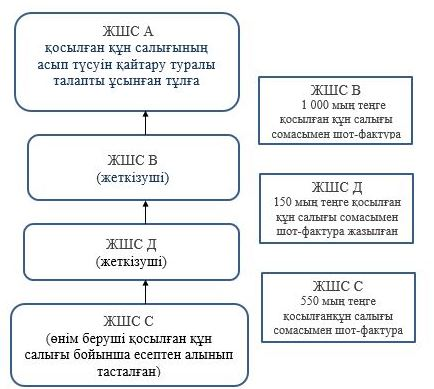 ЖШС А
қосылған құн салығының
асып түсуін қайтару туралы
талапты ұсынған тұлға
ЖШС В
1 000 мың теңге
қосылған құн салығы
сомасымен шот-фактура
ЖШС В
(жеткізуші)
ЖШС Д
150 мың теңге қосылған
құн салығы сомасымен
шот-фактура жазылған
ЖШС Д
(жеткізуші)
ЖШС С
550 мың теңге
қосылғанқұн салығы
сомасымен шот-фактура
ЖШС С
(өнім беруші қосылған құн
салығы бойынша есептен алынып
тасталған)